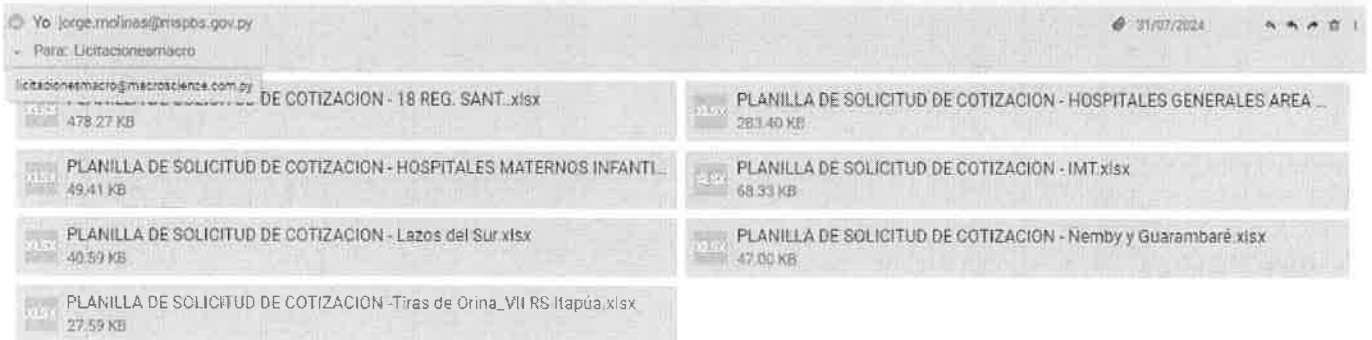 Yo jorge.molinas@mspbs.gov.py 31/07/2024
Para: Licitacionesmacro
licitacionesmacro@macroscience.com.py
DE COTIZACION - 18 REG. SANT..xlsx
478.27 KB
PLANILLA DE SOLICITUD DE COTIZACION - HOSPITALES GENERALES AREA ...
283.40 KB
PLANILLA DE SOLICITUD DE COTIZACION - HOSPITALES MATERNOS INFANTI...
49.41 KB
PLANILLA DE SOLICITUD DE COTIZACION - IMT.xlsx
68.33 KB
PLANILLA DE SOLICITUD DE COTIZACION - Lazos del Sur.xlsx
40.59 KB
PLANILLA DE SOLICITUD DE COTIZACION - Ñemby y Guarambaré.xlsx
47.00 KB
PLANILLA DE SOLICITUD DE COTIZACION -Tiras de Orina_VII RS Itapúa.xlsx
27.59 KB